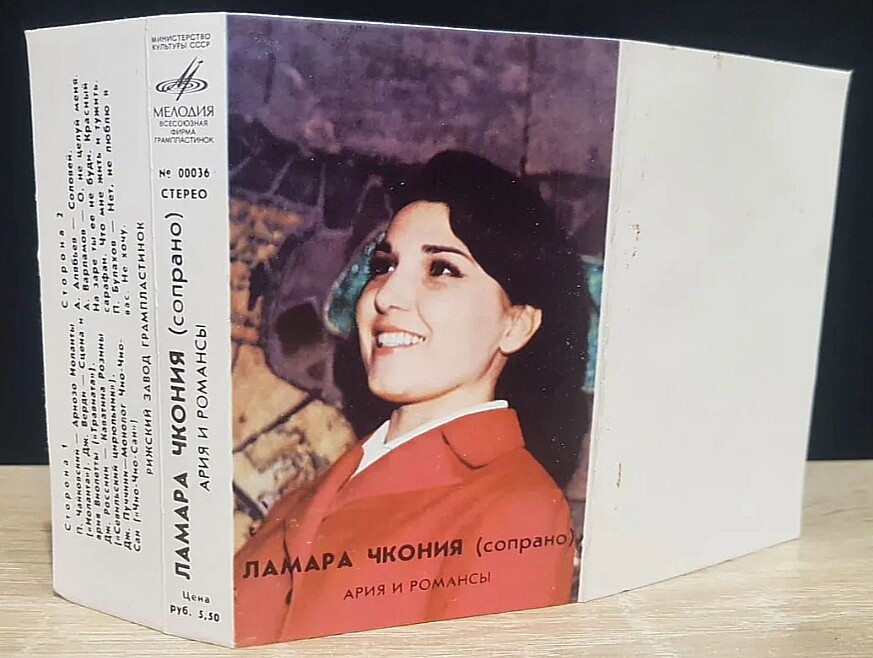 Сторона 1
П. Чайковский — Ариозо Иоланты
(«Иоланта»). Дж. Верди — Сцена и
ария Виолетты («Травиата»).
Дж. Россини — Каватина Розины
(«Севильский цирюльник»).
Дж. Пуччини—Монолог Чио-Чио-
Сан («Чио-Чио-Сан»)
Сторона 2
А. Алябьев — Соловей.
А. Варламов — О, не целуй меня.
На заре ты ее не буди. Красный
сарафан. Что мне жить и тужить.
П. Булахов — Нет, не люблю я
вас. Не хочу.
РИЖСКИЙ ЗАВОД ГРАМПЛАСТИНОК
МИНИСТЕРСТВО
КУЛЬТУРЫ СССР
МЕЛОДИЯ
ВСЕСОЮЗНАЯ
ФИРМА
ГРАМПЛАСТИНОК
№ 00036
СТЕРЕО
ЛАМАРА ЧКОНИЯ (сопрано)
АРИЯ И РОМАНСЫ
Цена
руб. 5,50
ЛАМАРА ЧКОНИЯ (сопрано)
АРИЯ И РОМАНСЫ